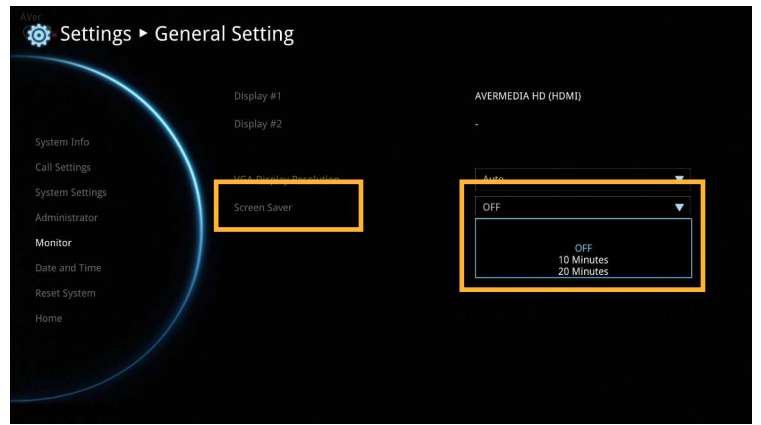 AVer
Settings ▸ General Setting
Display #1 AVERMEDIA HD (HDMI)
Display #2 -
System Info
Call Settings
VGA Display Resolution Auto
System Settings
Screen Saver OFF
Administrator
Monitor
OFF
10 Minutes
Date and Time
20 Minutes
Reset System
Home